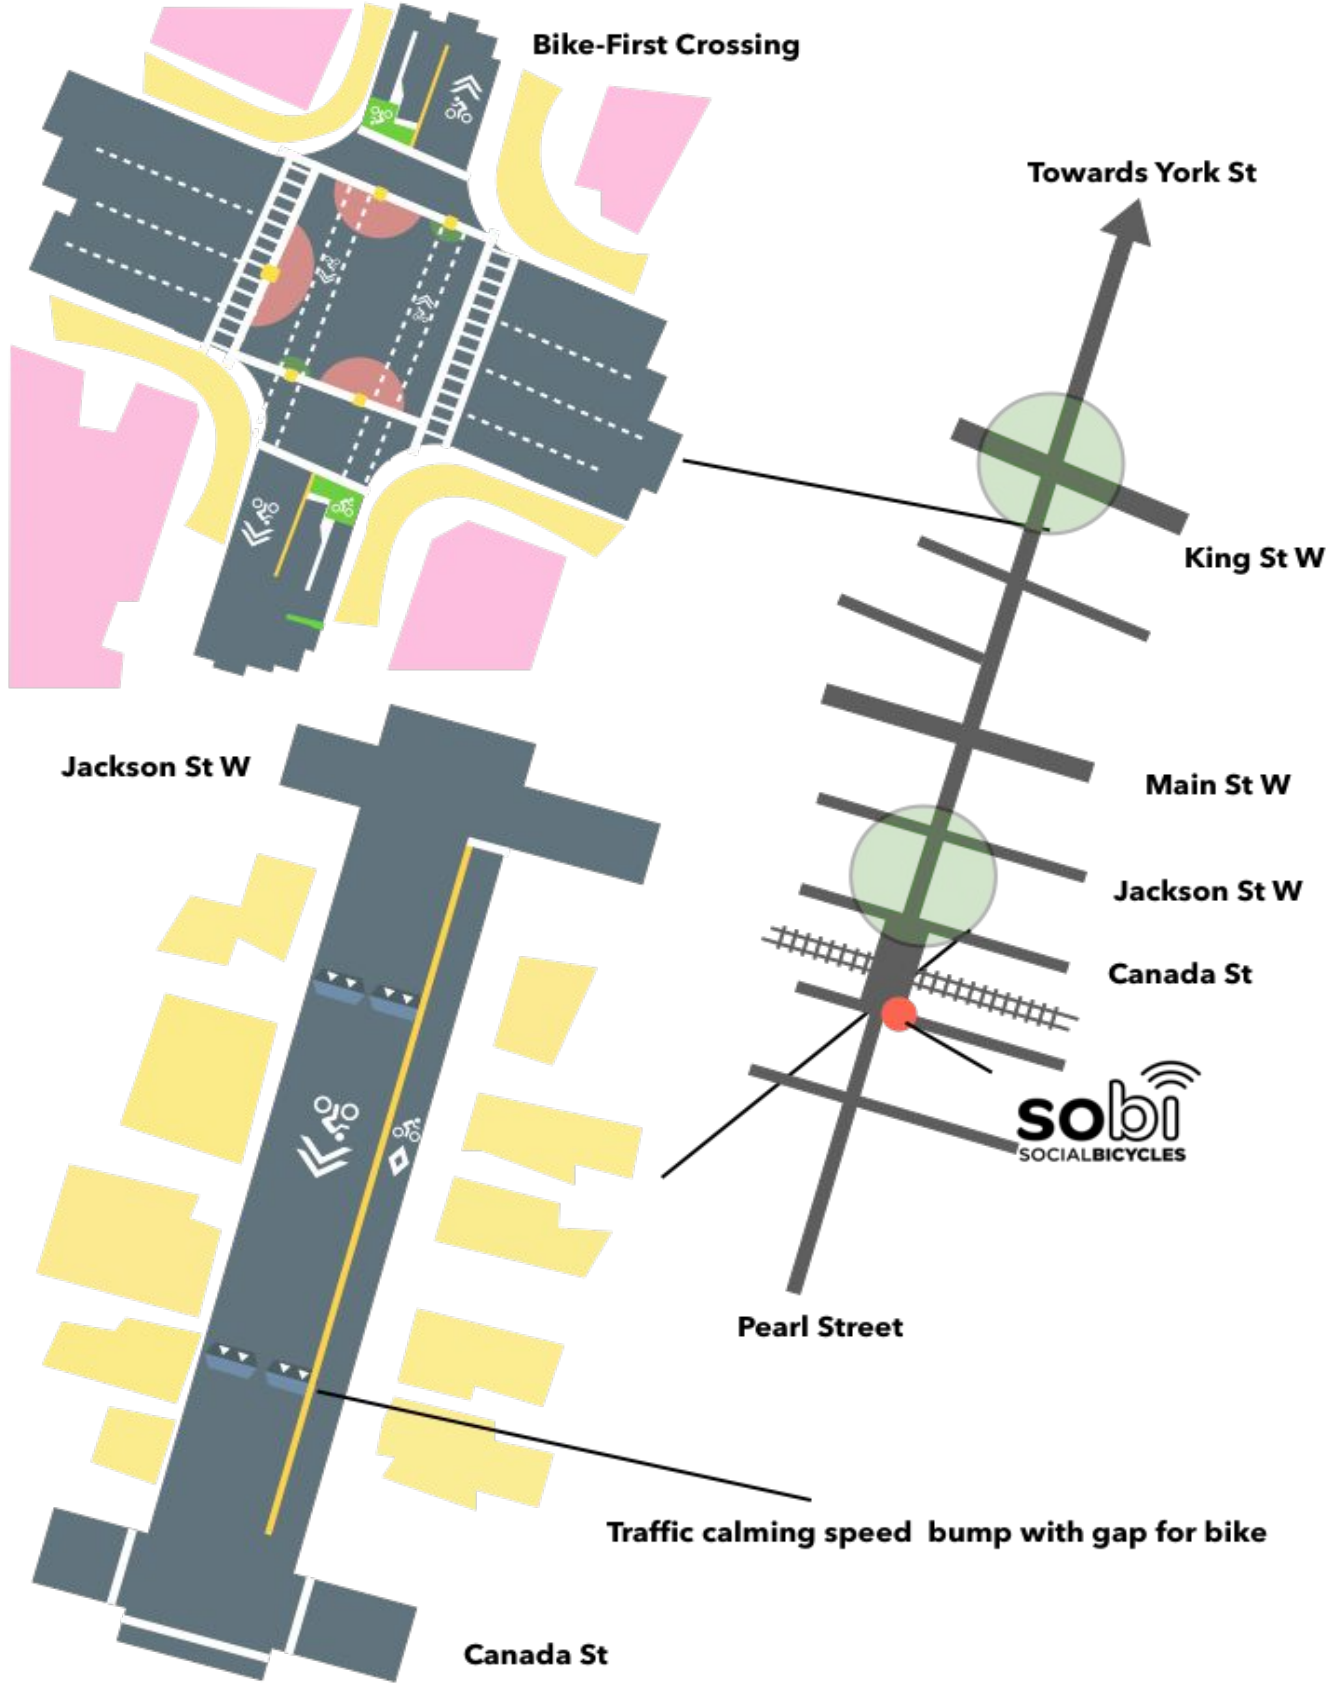 Bike-First Crossing
Towards York St
King St W
Jackson St W
Main St W
Jackson St W
Canada St
sobi
SOCIALBICYCLES
Pearl Street
Traffic calming speed bump with gap for bike
Canada St